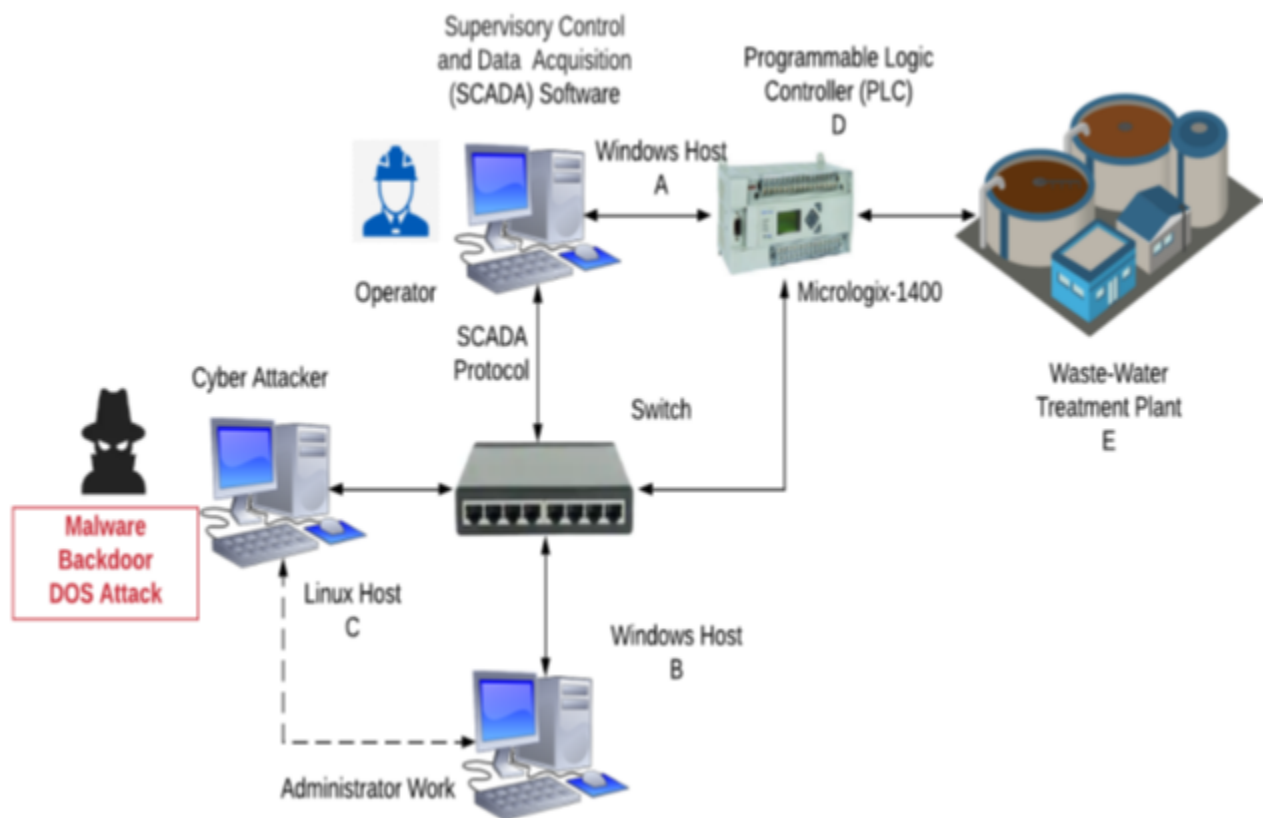 Supervisory Control
and Data Acquisition
(SCADA) Software
Programmable Logic
Controller (PLC)
D
Windows Host
A
Operator
Micrologix-1400
SCADA
Protocol
Waste-Water
Treatment Plant
E
Cyber Attacker
Switch
Malware
Backdoor
DOS Attack
Linux Host
C
Windows Host
B
Administrator Work